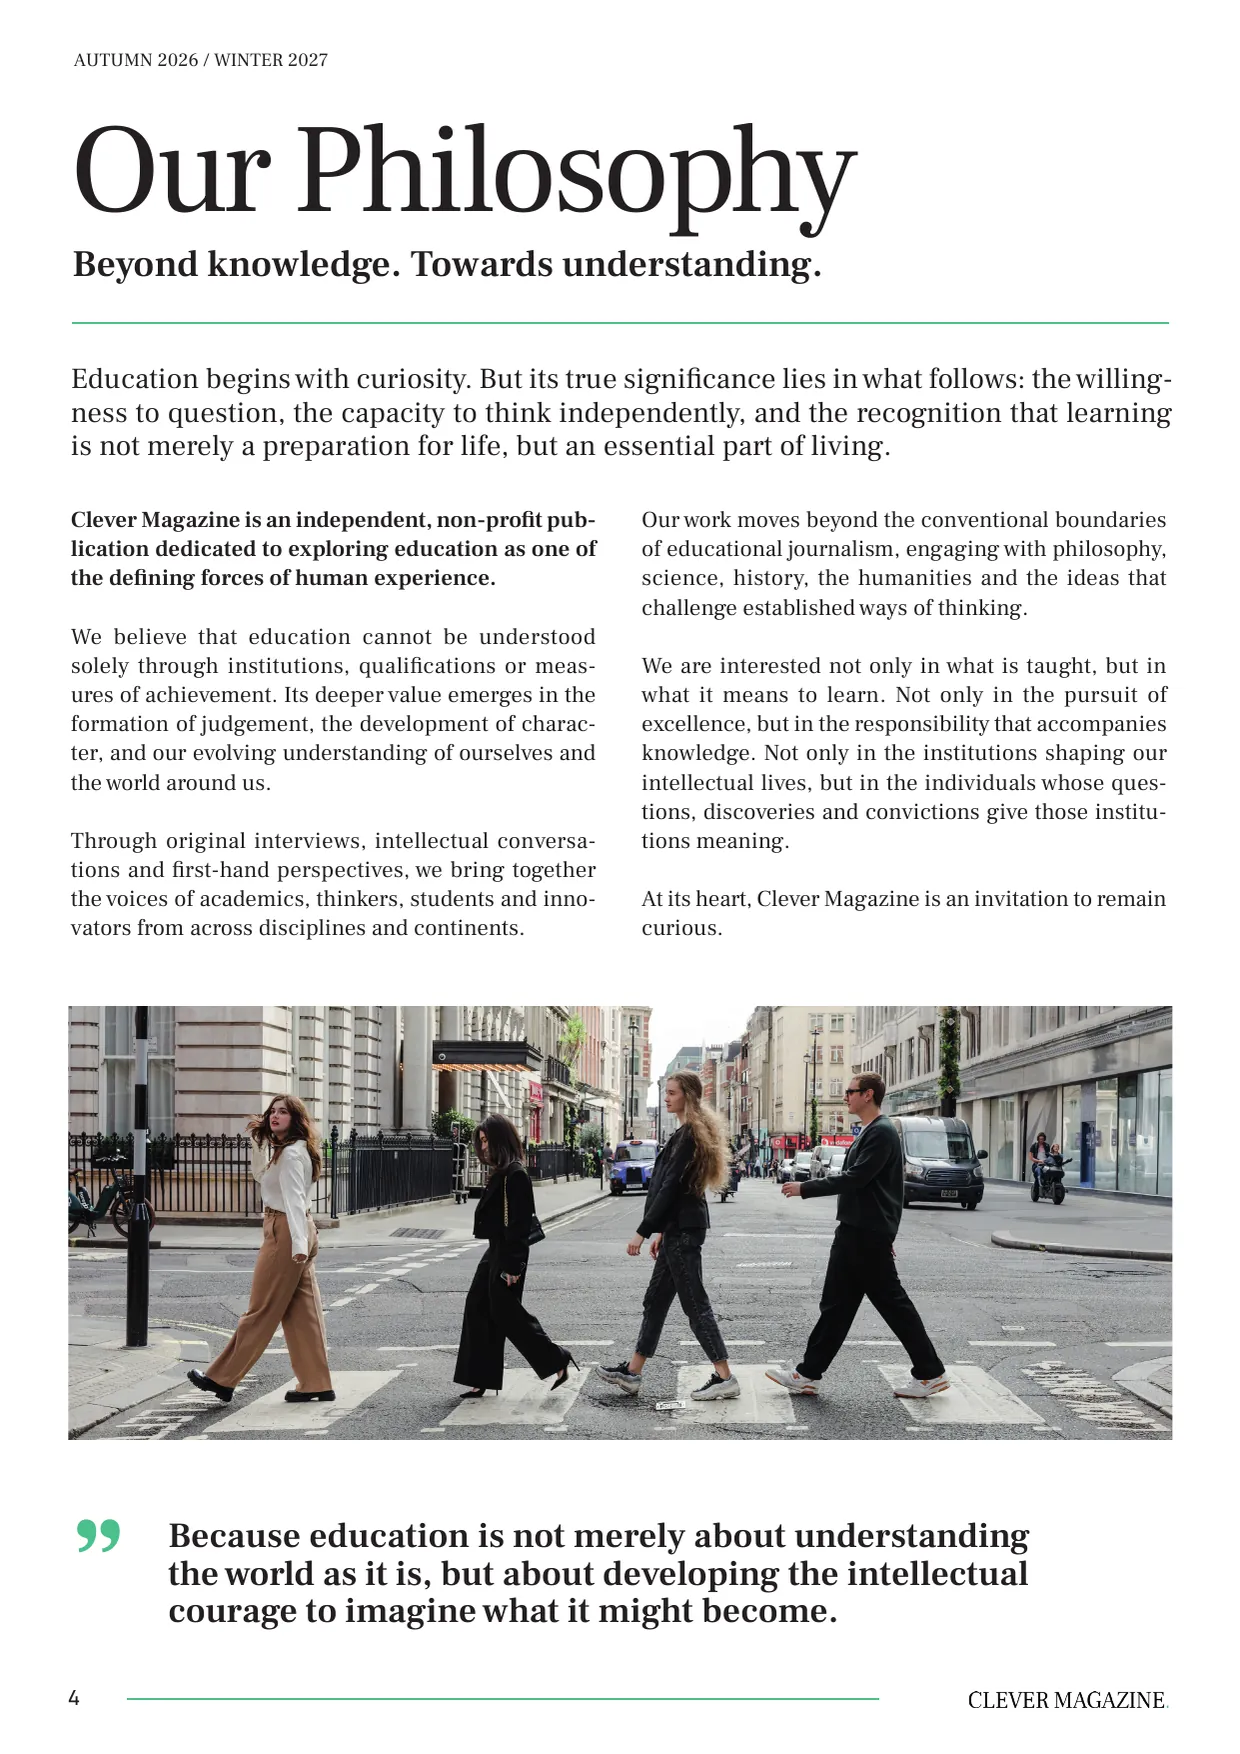 AUTUMN 2026 / WINTER 2027
Our Philosophy
Beyond knowledge. Towards understanding.
Education begins with curiosity. But its true significance lies in what follows: the willing-
ness to question, the capacity to think independently, and the recognition that learning
is not merely a preparation for life, but an essential part of living.
Clever Magazine is an independent, non-profit pub-
lication dedicated to exploring education as one of
the defining forces of human experience.
We believe that education cannot be understood
solely through institutions, qualifications or meas-
ures of achievement. Its deeper value emerges in the
formation of judgement, the development of charac-
ter, and our evolving understanding of ourselves and
the world around us.
Through original interviews, intellectual conversa-
tions and first-hand perspectives, we bring together
the voices of academics, thinkers, students and inno-
vators from across disciplines and continents.
Our work moves beyond the conventional boundaries
of educational journalism, engaging with philosophy,
science, history, the humanities and the ideas that
challenge established ways of thinking.
We are interested not only in what is taught, but in
what it means to learn. Not only in the pursuit of
excellence, but in the responsibility that accompanies
knowledge. Not only in the institutions shaping our
intellectual lives, but in the individuals whose ques-
tions, discoveries and convictions give those institu-
tions meaning.
At its heart, Clever Magazine is an invitation to remain
curious.
vodafone
” Because education is not merely about understanding
the world as it is, but about developing the intellectual
courage to imagine what it might become.
4
CLEVER MAGAZINE.